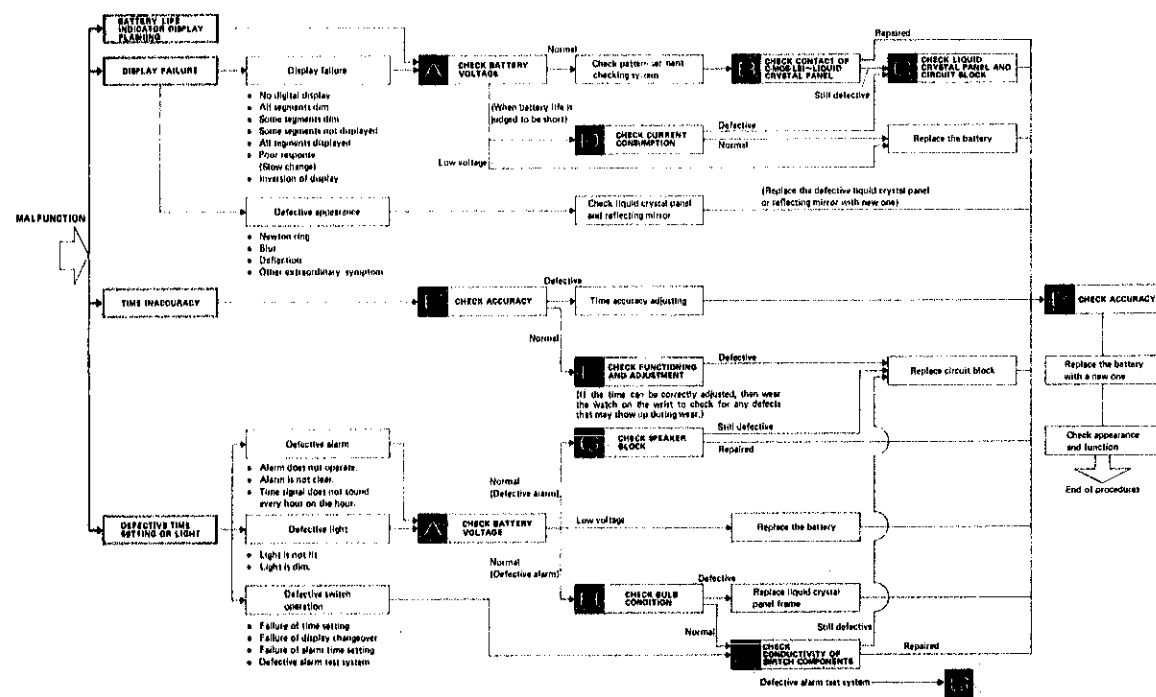 BATTERY LIFE
INDICATOR DISPLAY
FLASHING
DISPLAY FAILURE
Display failure
• No digital display
• All segments dim
• Some segments dim
• Some segments not displayed
• All segments displayed
• Poor response
(Slow change)
• Inversion of display
CHECK BATTERY
VOLTAGE
Normal
Check pattern segment
checking system
CHECK CONTACT OF
C-MOS-LSI~LIQUID
CRYSTAL PANEL
Repaired
CHECK LIQUID
CRYSTAL PANEL AND
CIRCUIT BLOCK
Still defective
(When battery life is
judged to be short)
CHECK CURRENT
CONSUMPTION
Defective
Normal
Low voltage
Replace the battery
MALFUNCTION
Defective appearance
• Newton ring
• Blur
•
• Other extraordinary symptom
Check liquid crystal panel
and reflecting mirror
(Replace the defective liquid crystal panel
or reflecting mirror with new one)
TIME INACCURACY
CHECK ACCURACY
Defective
Time accuracy adjusting
Normal
CHECK FUNCTIONING
AND ADJUSTMENT
Defective
Replace circuit block
(If the time can be correctly adjusted, then wear
the watch on the wrist to check for any defects
that may show up during wear.)
CHECK ACCURACY
Replace the battery
with a new one
Check appearance
and function
End of procedures
DEFECTIVE TIME
SETTING OR LIGHT
Defective alarm
• Alarm does not operate.
• Alarm is not clear.
• Time signal does not sound
every hour on the hour.
Defective light
• Light is not lit
• Light is dim.
Defective switch
operation
• Failure of time setting
• Failure of display changeover
• Failure of alarm time setting
• Defective alarm test system
CHECK BATTERY
VOLTAGE
Normal
(Defective alarm)
CHECK SPEAKER
BLOCK
Still defective
Repaired
Low voltage
Replace the battery
Normal
(Defective alarm)
CHECK BULB
CONDITION
Defective
Replace liquid crystal
panel frame
Normal
Still defective
CHECK
CONDUCTIVITY OF
SWITCH COMPONENTS
Repaired
Defective alarm test system